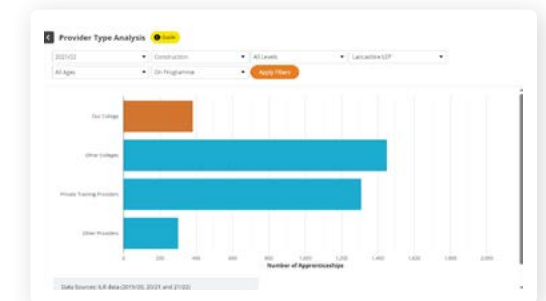 Provider Type Analysis Guide
2021/22 Construction All Levels Lancashire LEP
All Ages On Programme Apply Filters
Our College
Other Colleges
Private Training Providers
Other Providers
0 200 400 600 800 1,000 1,200 1,400 1,600 1,800 2,000
Number of Apprenticeships
Data Sources: ILR data (2019/20, 20/21 and 21/22)